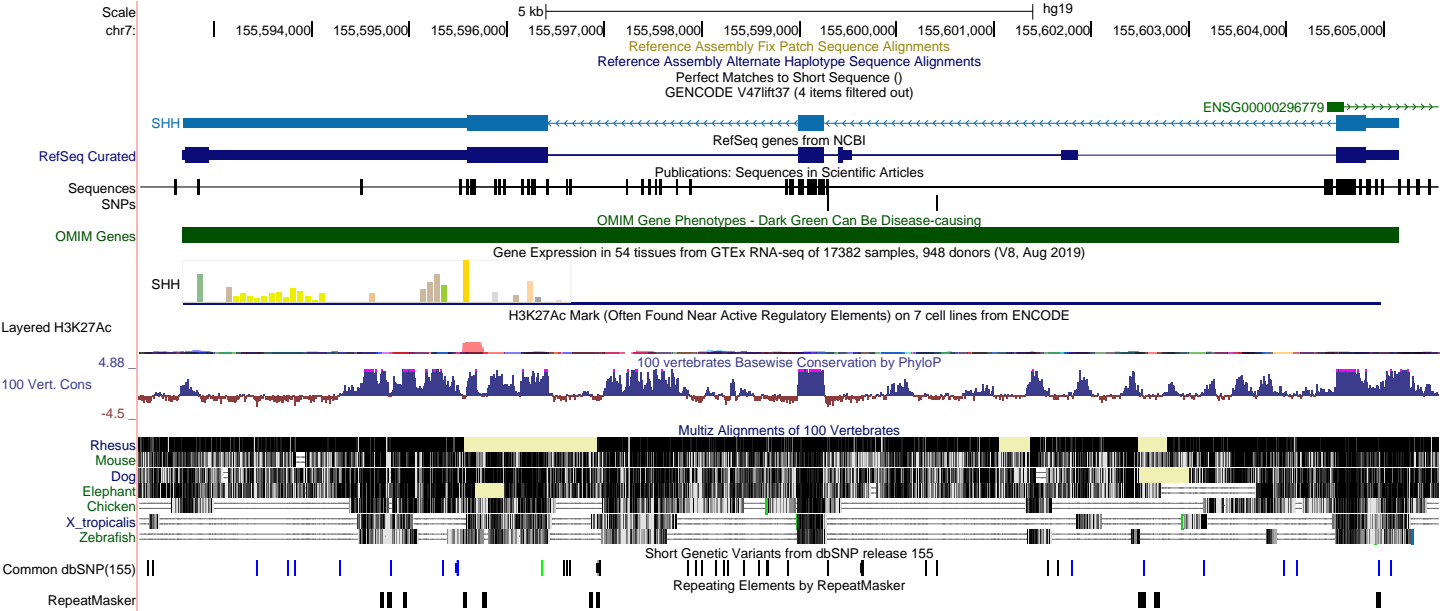 Scale 5 kb hg19
chr7: 155,594,000 155,595,000 155,596,000 155,597,000 155,598,000 155,599,000 155,600,000 155,601,000 155,602,000 155,603,000 155,604,000 155,605,000
Reference Assembly Fix Patch Sequence Alignments
Reference Assembly Alternate Haplotype Sequence Alignments
Perfect Matches to Short Sequence ()
GENCODE V47lift37 (4 items filtered out)
ENSG00000296779
SHH
RefSeq genes from NCBI
RefSeq Curated
Publications: Sequences in Scientific Articles
Sequences
SNPs
OMIM Gene Phenotypes - Dark Green Can Be Disease-causing
OMIM Genes
Gene Expression in 54 tissues from GTEx RNA-seq of 17382 samples, 948 donors (V8, Aug 2019)
SHH
H3K27Ac Mark (Often Found Near Active Regulatory Elements) on 7 cell lines from ENCODE
Layered H3K27Ac
100 vertebrates Basewise Conservation by PhyloP
4.88 _
100 Vert. Cons
-4.5 _
Multiz Alignments of 100 Vertebrates
Rhesus
Mouse
Dog
Elephant
Chicken
X_tropicalis
Zebrafish
Short Genetic Variants from dbSNP release 155
Common dbSNP(155)
Repeating Elements by RepeatMasker
RepeatMasker